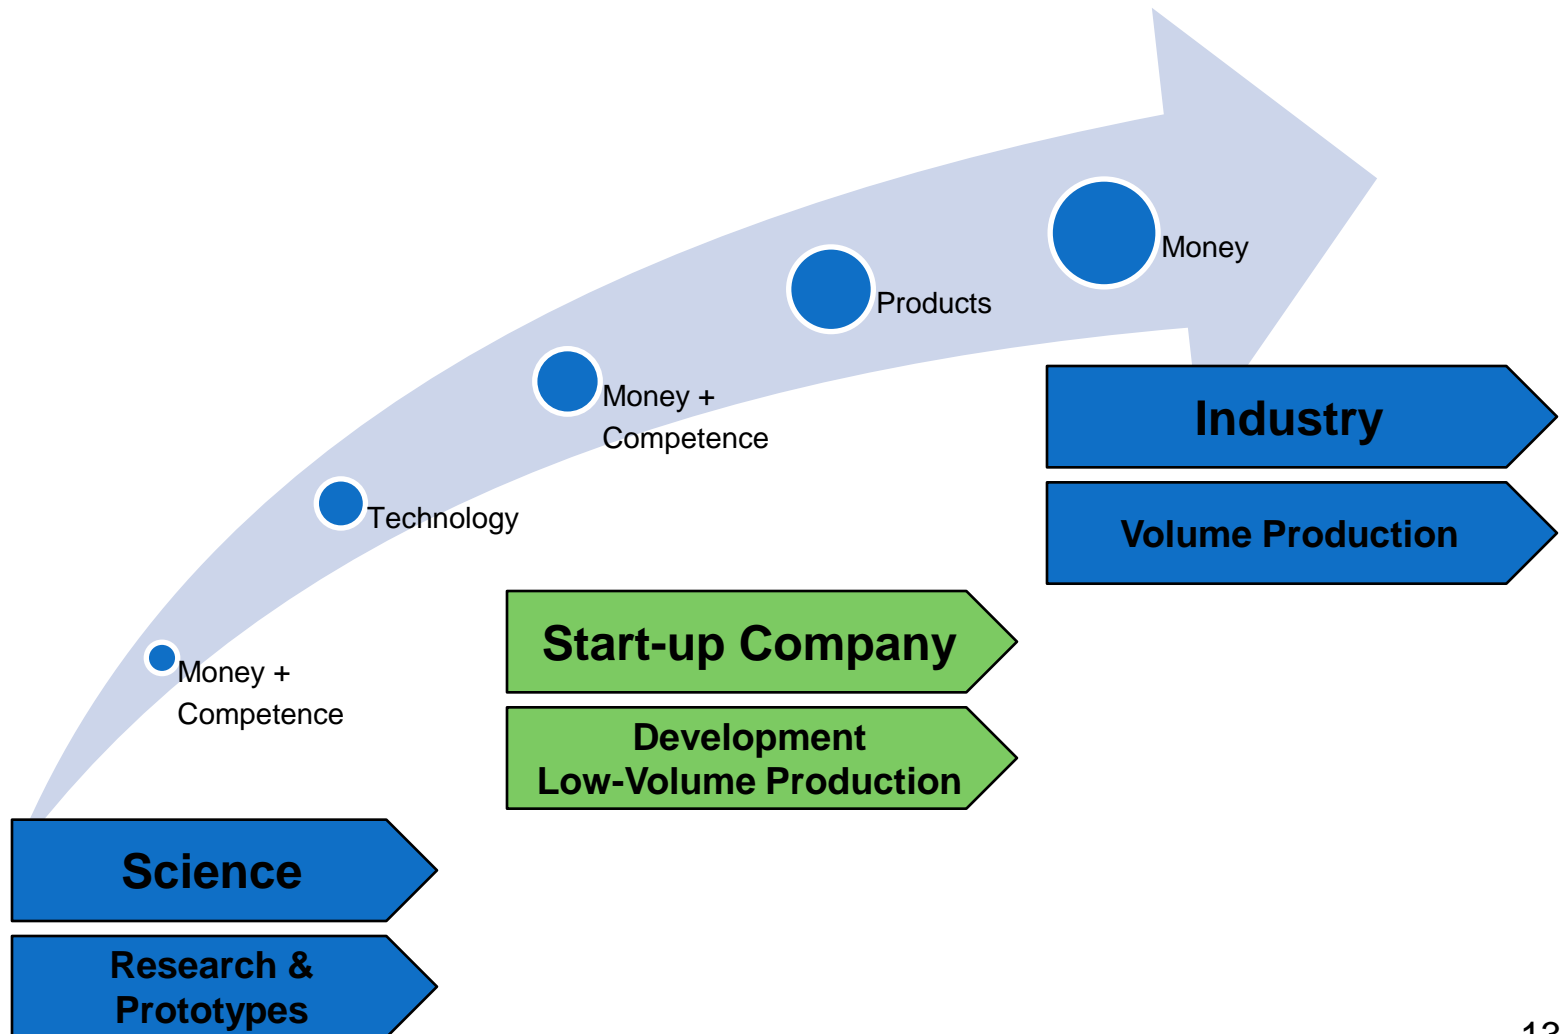 Money
Products
Money +
Competence
Technology
Money +
Competence
Industry
Volume Production
Start-up Company
Development
Low-Volume Production
Science
Research &
Prototypes